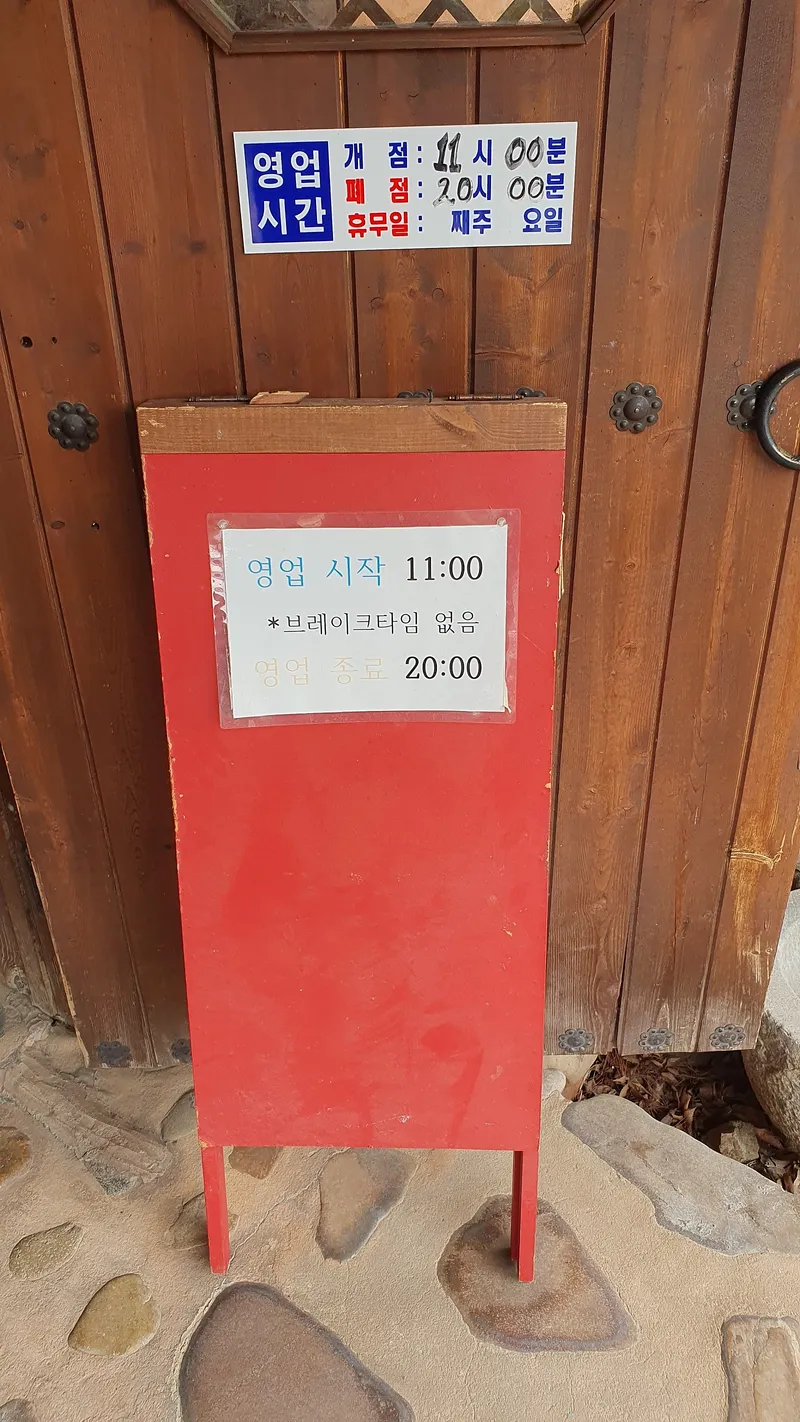 영업 시간
개 점 : 11 시 00분
폐 점 : 20시 00분
휴무일 : 째주 요일
영업 시작 11:00
*브레이크타임 없음
영업 종료 20:00